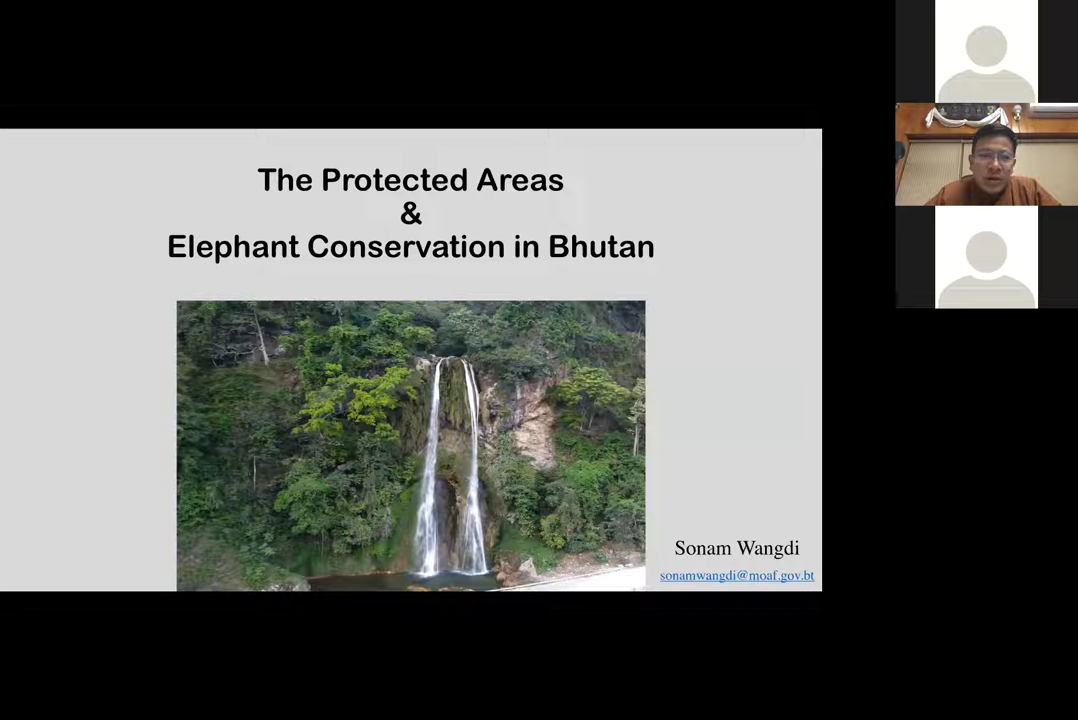 The Protected Areas
&
Elephant Conservation in Bhutan
Sonam Wangdi
sonamwangdi@moaf.gov.bt